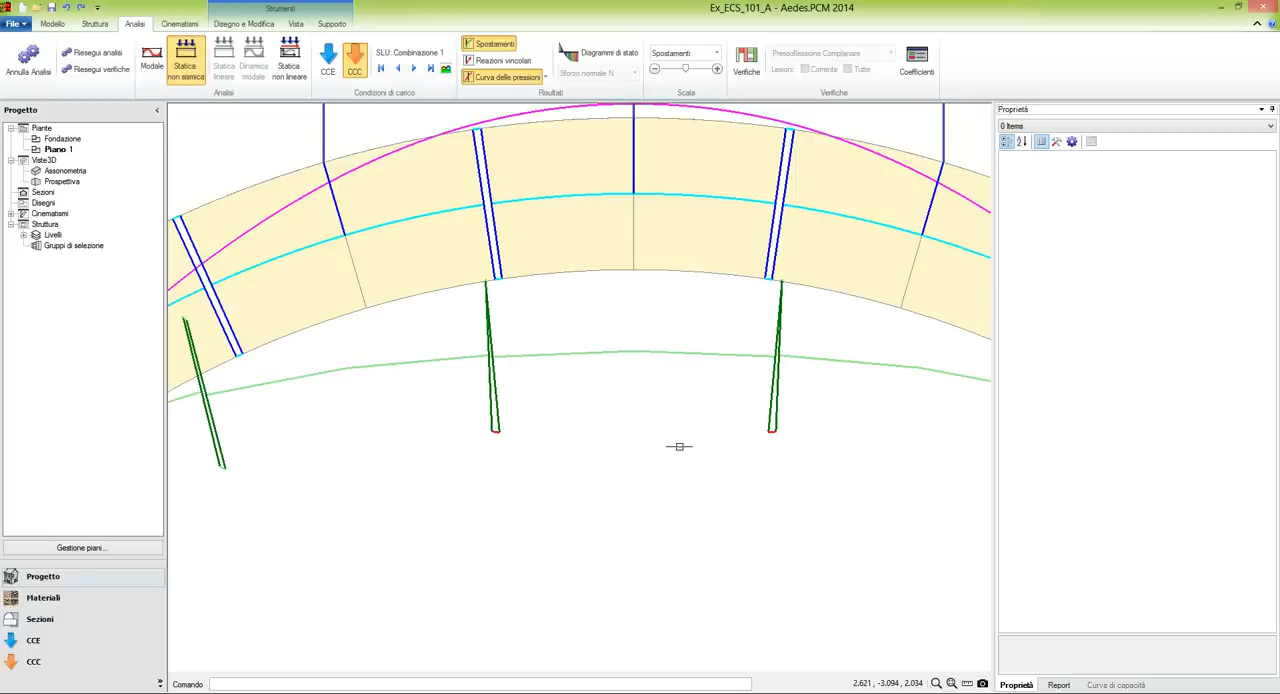 Strumenti
Ex_ECS_101_A - Aedes.PCM 2014
File
Modello
Struttura
Analisi
Cinematismi
Disegno e Modifica
Vista
Supporto
Annulla Analisi
Riesegui analisi
Riesegui verifiche
Modale
Statica non sismica
Statica lineare
Dinamica modale
Statica non lineare
Analisi
CCE
CCC
SLU: Combinazione 1
Condizioni di carico
Spostamenti
Reazioni vincolari
Curva delle pressioni
Diagrammi di stato
Sforzo normale N
Risultati
Spostamenti
Scala
Verifiche
Pressoflessione Complanare
Lesioni:
Corrente
Tutte
Coefficienti
Verifiche
Progetto
Piante
Fondazione
Piano 1
Viste3D
Assonometria
Prospettiva
Sezioni
Disegni
Cinematismi
Struttura
Livelli
Gruppi di selezione
Gestione piani...
Progetto
Materiali
Sezioni
CCE
CCC
Comando
2.621 , -3.094, 2.034
Proprietà
0 Items
Proprietà
Report
Curva di capacità